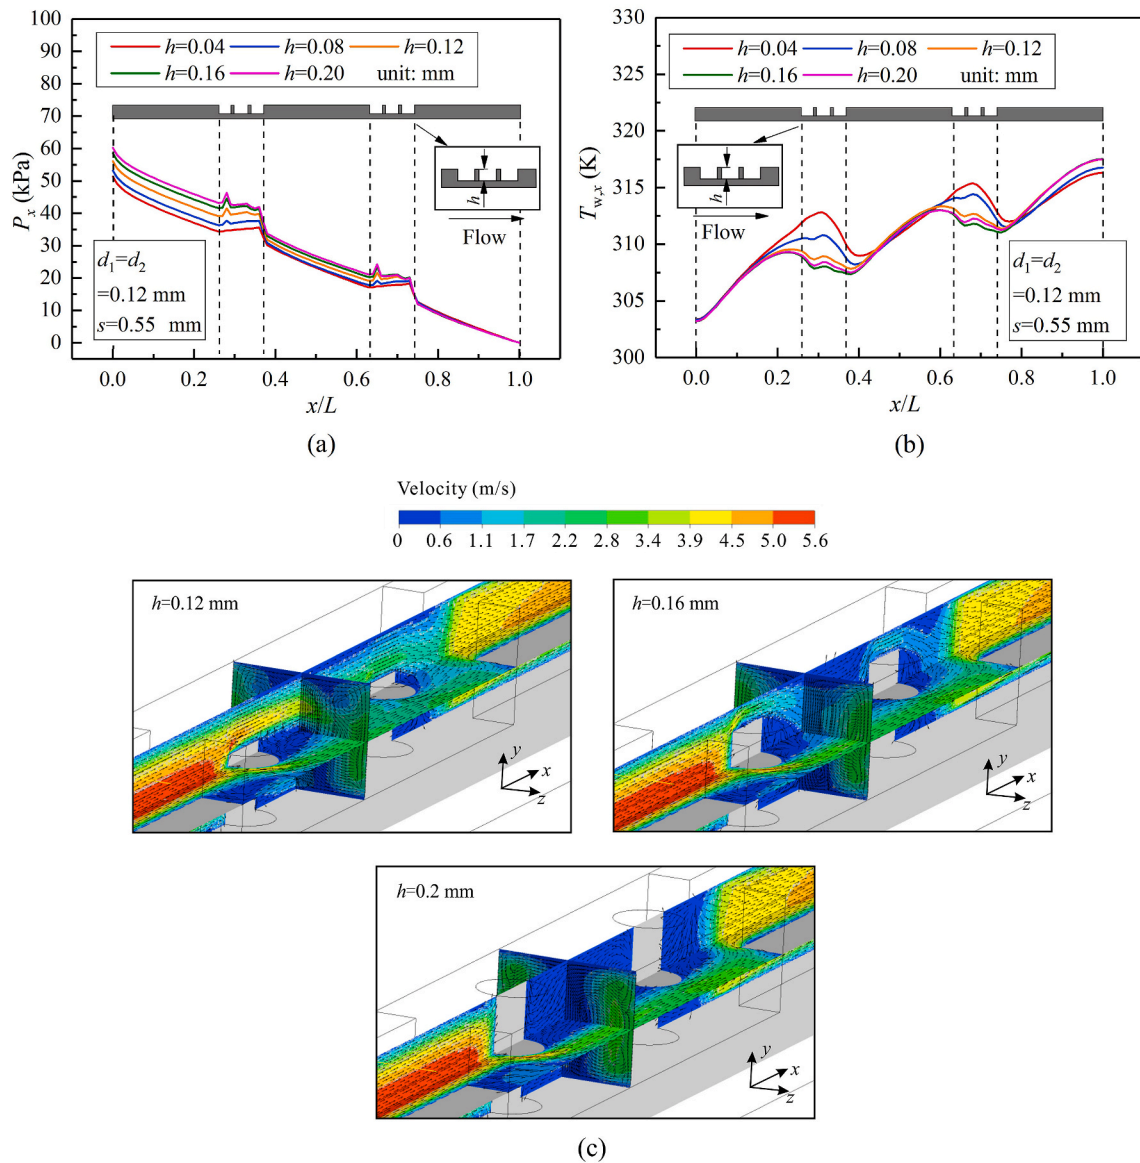 h=0.04 h=0.08 h=0.12
h=0.16 h=0.20 unit: mm
100
90
80
70
60
50
40
30
20
10
0
P_x (kPa)
h
Flow
d₁=d₂
=0.12 mm
s=0.55 mm
0.0 0.2 0.4 0.6 0.8 1.0
x/L
(a)
h=0.04 h=0.08 h=0.12
h=0.16 h=0.20 unit: mm
330
325
320
315
310
305
300
T_w,x (K)
h
Flow
d₁=d₂
=0.12 mm
s=0.55 mm
0.0 0.2 0.4 0.6 0.8 1.0
x/L
(b)
Velocity (m/s)
0 0.6 1.1 1.7 2.2 2.8 3.4 3.9 4.5 5.0 5.6
h=0.12 mm
y
x
z
h=0.16 mm
y
x
z
h=0.2 mm
y
x
z
(c)